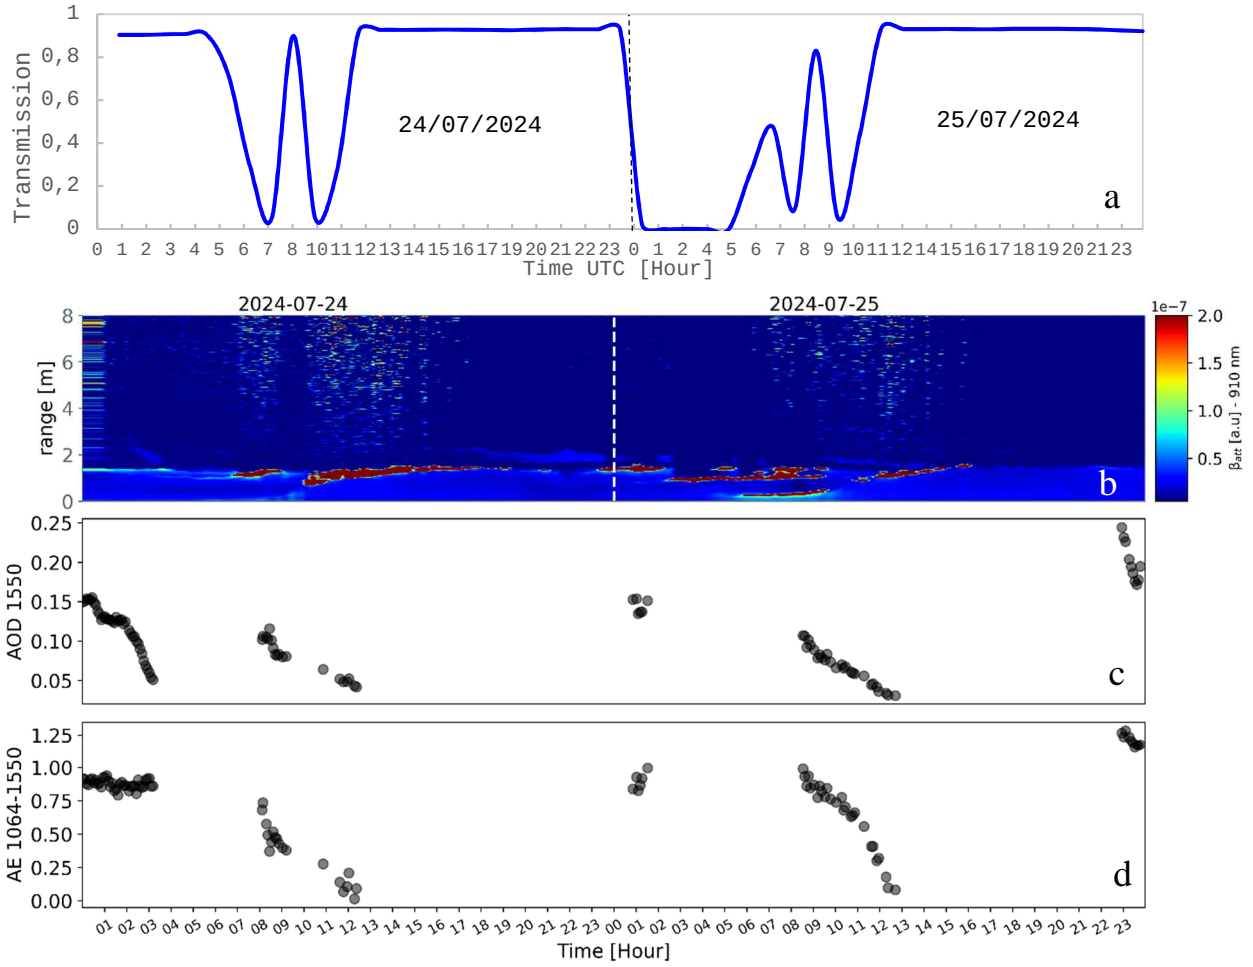 1
0,8
0,6
0,4
0,2
0
Transmission
24/07/2024
25/07/2024
a
0 1 2 3 4 5 6 7 8 10 11 12 13 14 15 16 17 18 19 20 21 22 23 0 1 2 4 5 6 7 8 9 10 11 12 13 14 15 16 17 18 19 20 21 22 23
Time UTC [Hour]
2024-07-24
2024-07-25
8
6
4
2
0
range [m]
b
1e−7
2.0
1.5
1.0
0.5
βatt [a.u] - 910 nm
0.25
0.20
0.15
0.10
0.05
AOD 1550
c
1.25
1.00
0.75
0.50
0.25
0.00
AE 1064-1550
d
01 02 03 04 05 06 07 08 09 10 11 12 13 14 15 16 17 18 19 20 21 22 23 00 01 02 03 04 05 06 07 08 09 10 11 12 13 14 15 16 17 18 19 20 21 22 23
Time [Hour]